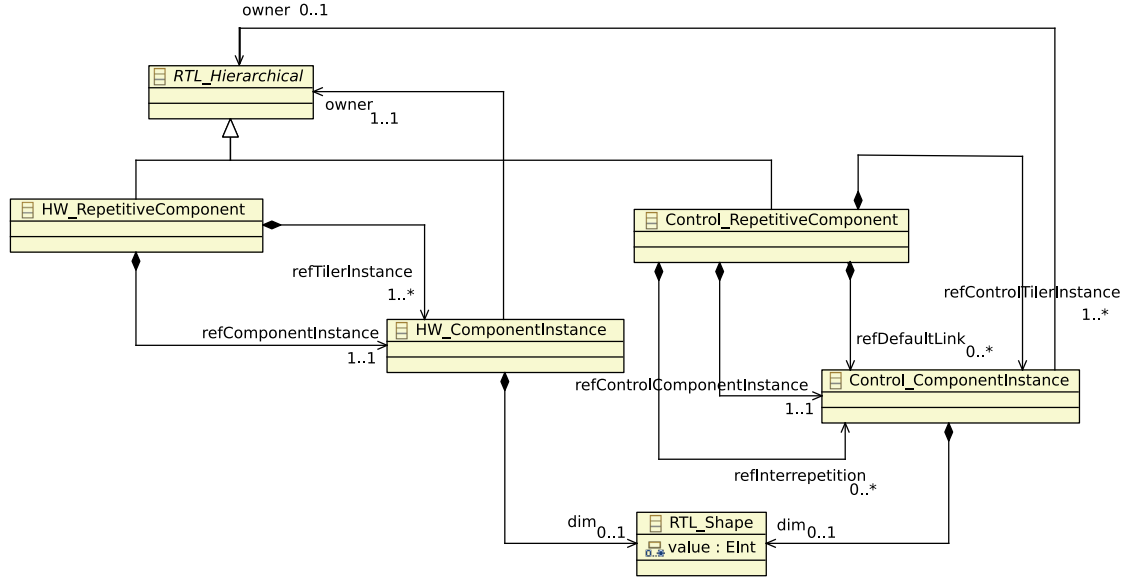 owner 0..1
RTL_Hierarchical
owner
1..1
HW_RepetitiveComponent
Control_RepetitiveComponent
refTilerInstance
1..*
refControlTilerInstance
1..*
refComponentInstance
1..1
HW_ComponentInstance
refDefaultLink
0..*
refControlComponentInstance
1..1
Control_ComponentInstance
refInterrepetition
0..*
dim
0..1
RTL_Shape
0..* value : EInt
dim
0..1